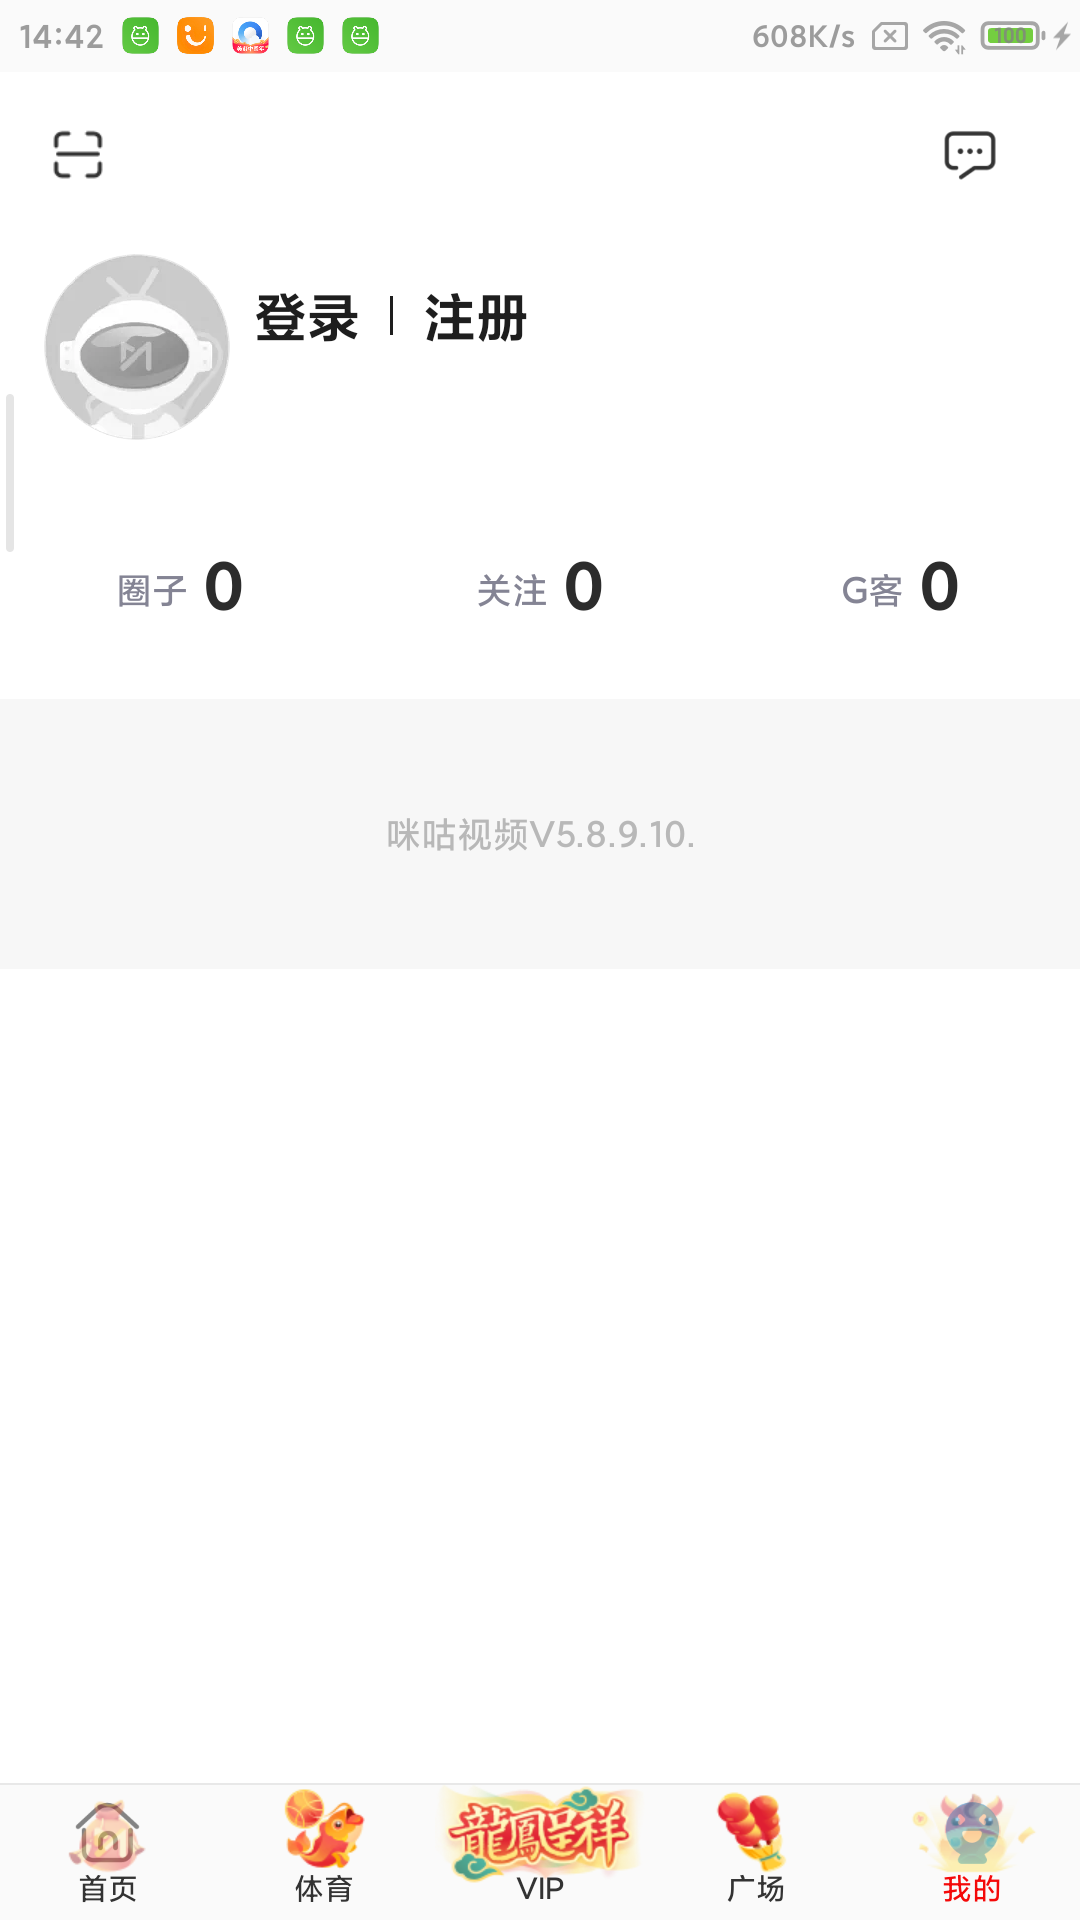 14:42 608K/s 100
登录 注册
圈子 0 关注 0 G客 0
咪咕视频V5.8.9.10.
龍鳳呈祥
首页 体育 VIP 广场 我的